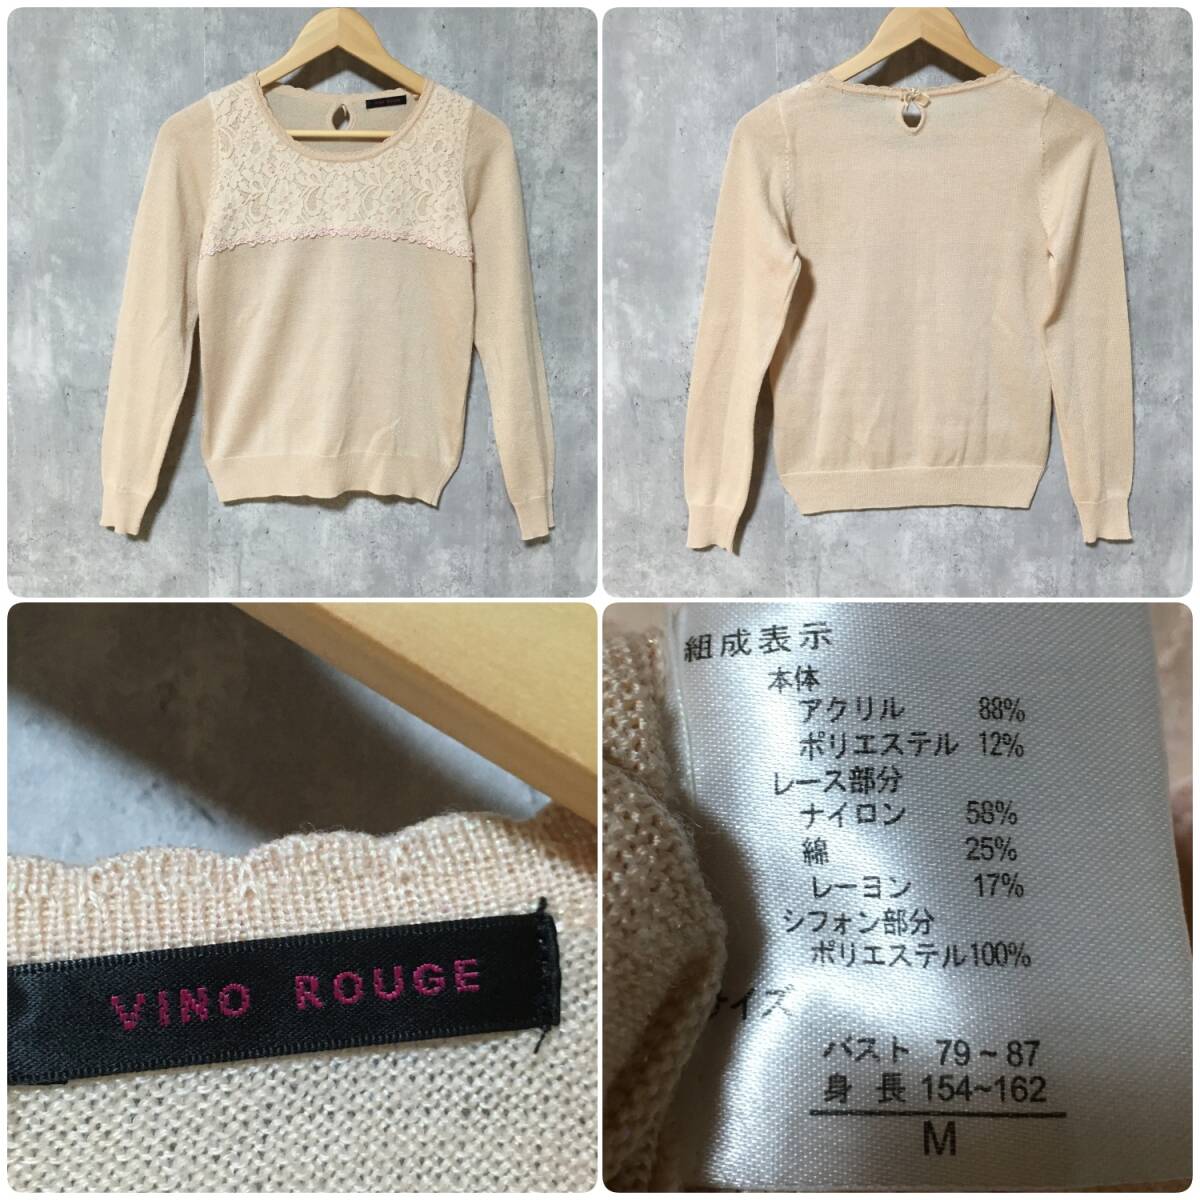 VINO ROUGE
組成表示
本体
アクリル 88%
ポリエステル 12%
レース部分
ナイロン 58%
綿 25%
レーヨン 17%
シフォン部分
ポリエステル100%
サイズ
バスト 79~87
身長 154~162
M